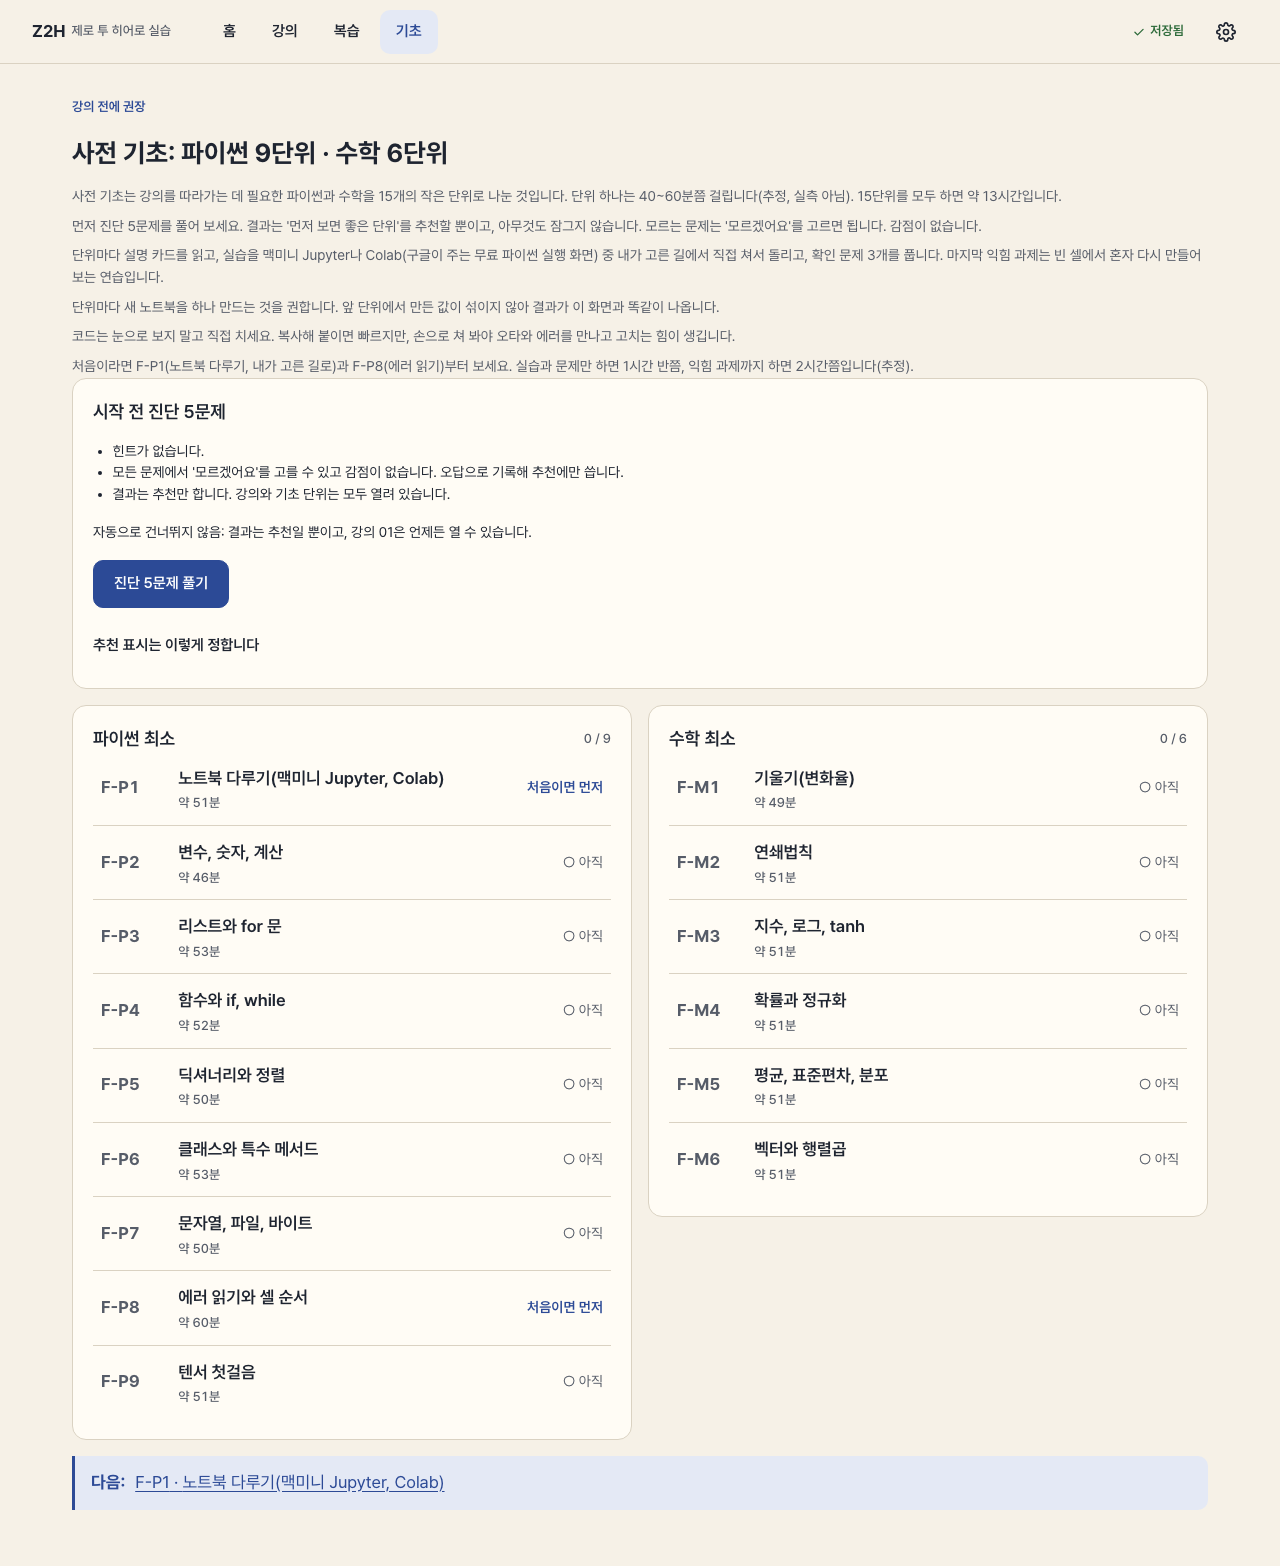 Z2H 제로 투 히어로 실습 홈 강의 복습 기초 저장됨
강의 전에 권장
사전 기초: 파이썬 9단위 · 수학 6단위
사전 기초는 강의를 따라가는 데 필요한 파이썬과 수학을 15개의 작은 단위로 나눈 것입니다. 단위 하나는 40~60분쯤 걸립니다(추정, 실측 아님). 15단위를 모두 하면 약 13시간입니다.
먼저 진단 5문제를 풀어 보세요. 결과는 '먼저 보면 좋은 단위'를 추천할 뿐이고, 아무것도 잠그지 않습니다. 모르는 문제는 '모르겠어요'를 고르면 됩니다. 감점이 없습니다.
단위마다 설명 카드를 읽고, 실습을 맥미니 Jupyter나 Colab(구글이 주는 무료 파이썬 실행 화면) 중 내가 고른 길에서 직접 쳐서 돌리고, 확인 문제 3개를 풉니다. 마지막 익힘 과제는 빈 셀에서 혼자 다시 만들어
보는 연습입니다.
단위마다 새 노트북을 하나 만드는 것을 권합니다. 앞 단위에서 만든 값이 섞이지 않아 결과가 이 화면과 똑같이 나옵니다.
코드는 눈으로 보지 말고 직접 치세요. 복사해 붙이면 빠르지만, 손으로 쳐 봐야 오타와 에러를 만나고 고치는 힘이 생깁니다.
처음이라면 F-P1(노트북 다루기, 내가 고른 길로)과 F-P8(에러 읽기)부터 보세요. 실습과 문제만 하면 1시간 반쯤, 익힘 과제까지 하면 2시간쯤입니다(추정).
시작 전 진단 5문제
• 힌트가 없습니다.
• 모든 문제에서 '모르겠어요'를 고를 수 있고 감점이 없습니다. 오답으로 기록해 추천에만 씁니다.
• 결과는 추천만 합니다. 강의와 기초 단위는 모두 열려 있습니다.
자동으로 건너뛰지 않음: 결과는 추천일 뿐이고, 강의 01은 언제든 열 수 있습니다.
진단 5문제 풀기
추천 표시는 이렇게 정합니다
파이썬 최소 0 / 9
F-P1 노트북 다루기(맥미니 Jupyter, Colab) 처음이면 먼저
약 51분
F-P2 변수, 숫자, 계산 아직
약 46분
F-P3 리스트와 for 문 아직
약 53분
F-P4 함수와 if, while 아직
약 52분
F-P5 딕셔너리와 정렬 아직
약 50분
F-P6 클래스와 특수 메서드 아직
약 53분
F-P7 문자열, 파일, 바이트 아직
약 50분
F-P8 에러 읽기와 셀 순서 처음이면 먼저
약 60분
F-P9 텐서 첫걸음 아직
약 51분
수학 최소 0 / 6
F-M1 기울기(변화율) 아직
약 49분
F-M2 연쇄법칙 아직
약 51분
F-M3 지수, 로그, tanh 아직
약 51분
F-M4 확률과 정규화 아직
약 51분
F-M5 평균, 표준편차, 분포 아직
약 51분
F-M6 벡터와 행렬곱 아직
약 51분
다음: F-P1 · 노트북 다루기(맥미니 Jupyter, Colab)